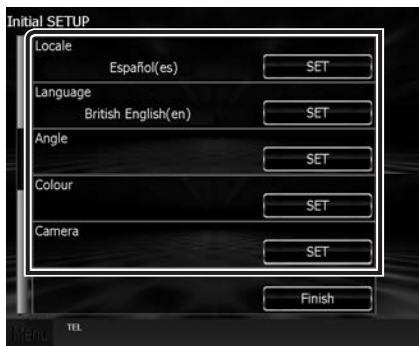 Initial SETUP
Locale
Español(es) SET
Language
British English(en) SET
Angle
SET
Colour
SET
Camera
SET
Finish
Menu TEL